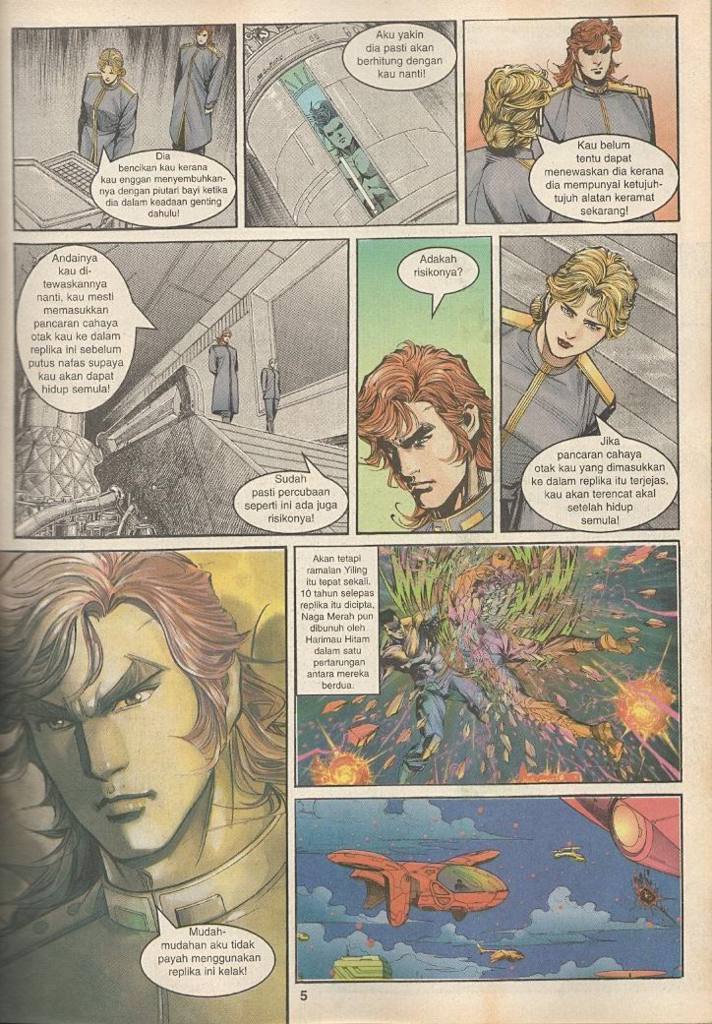 Dia
bencikan kau kerana
kau enggan menyembuhkan-
nya dengan piutari bayi ketika
dia dalam keadaan genting
dahulu!
Aku yakin
dia pasti akan
berhitung dengan
kau nanti!
Kau belum
tentu dapat
menewaskan dia kerana
dia mempunyai ketujuh-
tujuh alatan keramat
sekarang!
Andainya
kau di-
tewaskannya
nanti, kau mesti
memasukkan
pancaran cahaya
otak kau ke dalam
replika ini sebelum
putus nafas supaya
kau akan dapat
hidup semula!
Sudah
pasti percubaan
seperti ini ada juga
risikonya!
Adakah
risikonya?
Jika
pancaran cahaya
otak kau yang dimasukkan
ke dalam replika itu terjejas,
kau akan terencat akal
setelah hidup
semula!
Mudah-
mudahan aku tidak
payah menggunakan
replika ini kelak!
Akan tetapi
ramalan Yiling
itu tepat sekali.
10 tahun selepas
replika itu dicipta,
Naga Merah pun
dibunuh oleh
Harimau Hitam
dalam satu
pertarungan
antara mereka
berdua.
5